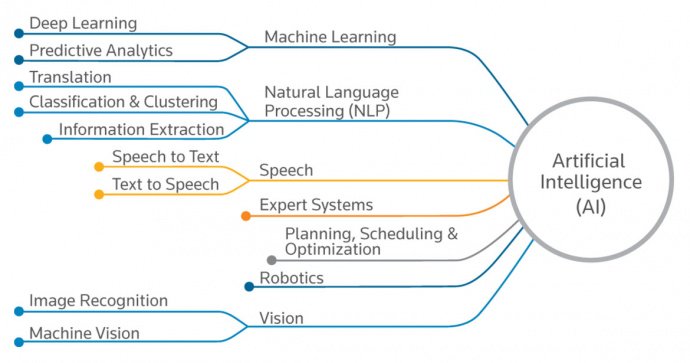 Deep Learning
Predictive Analytics
Machine Learning
Translation
Classification & Clustering
Information Extraction
Natural Language
Processing (NLP)
Speech to Text
Text to Speech
Speech
Expert Systems
Planning, Scheduling &
Optimization
Robotics
Image Recognition
Machine Vision
Vision
Artificial
Intelligence
(AI)